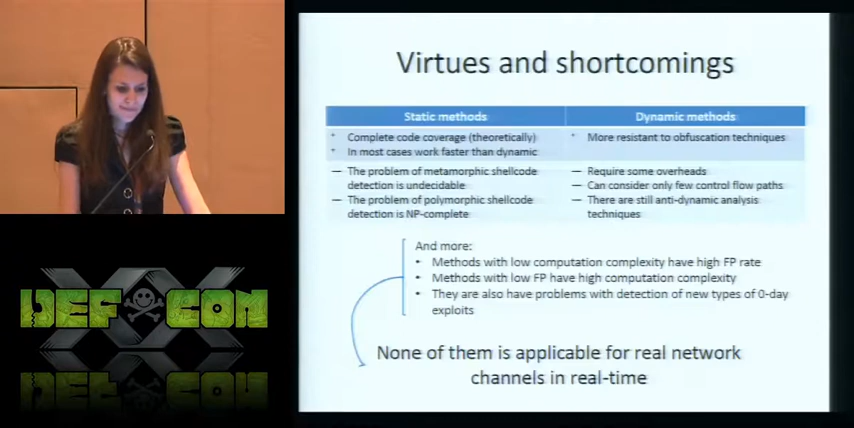 Virtues and shortcomings
Static methods
Dynamic methods
+ Complete code coverage (theoretically)
+ In most cases work faster than dynamic
+ More resistant to obfuscation techniques
— The problem of metamorphic shellcode
detection is undecidable
— The problem of polymorphic shellcode
detection is NP-complete
— Require some overheads
— Can consider only few control flow paths
— There are still anti-dynamic analysis
techniques
And more:
• Methods with low computation complexity have high FP rate
• Methods with low FP have high computation complexity
• They are also have problems with detection of new types of 0-day
exploits
None of them is applicable for real network
channels in real-time
XX
DEF CON